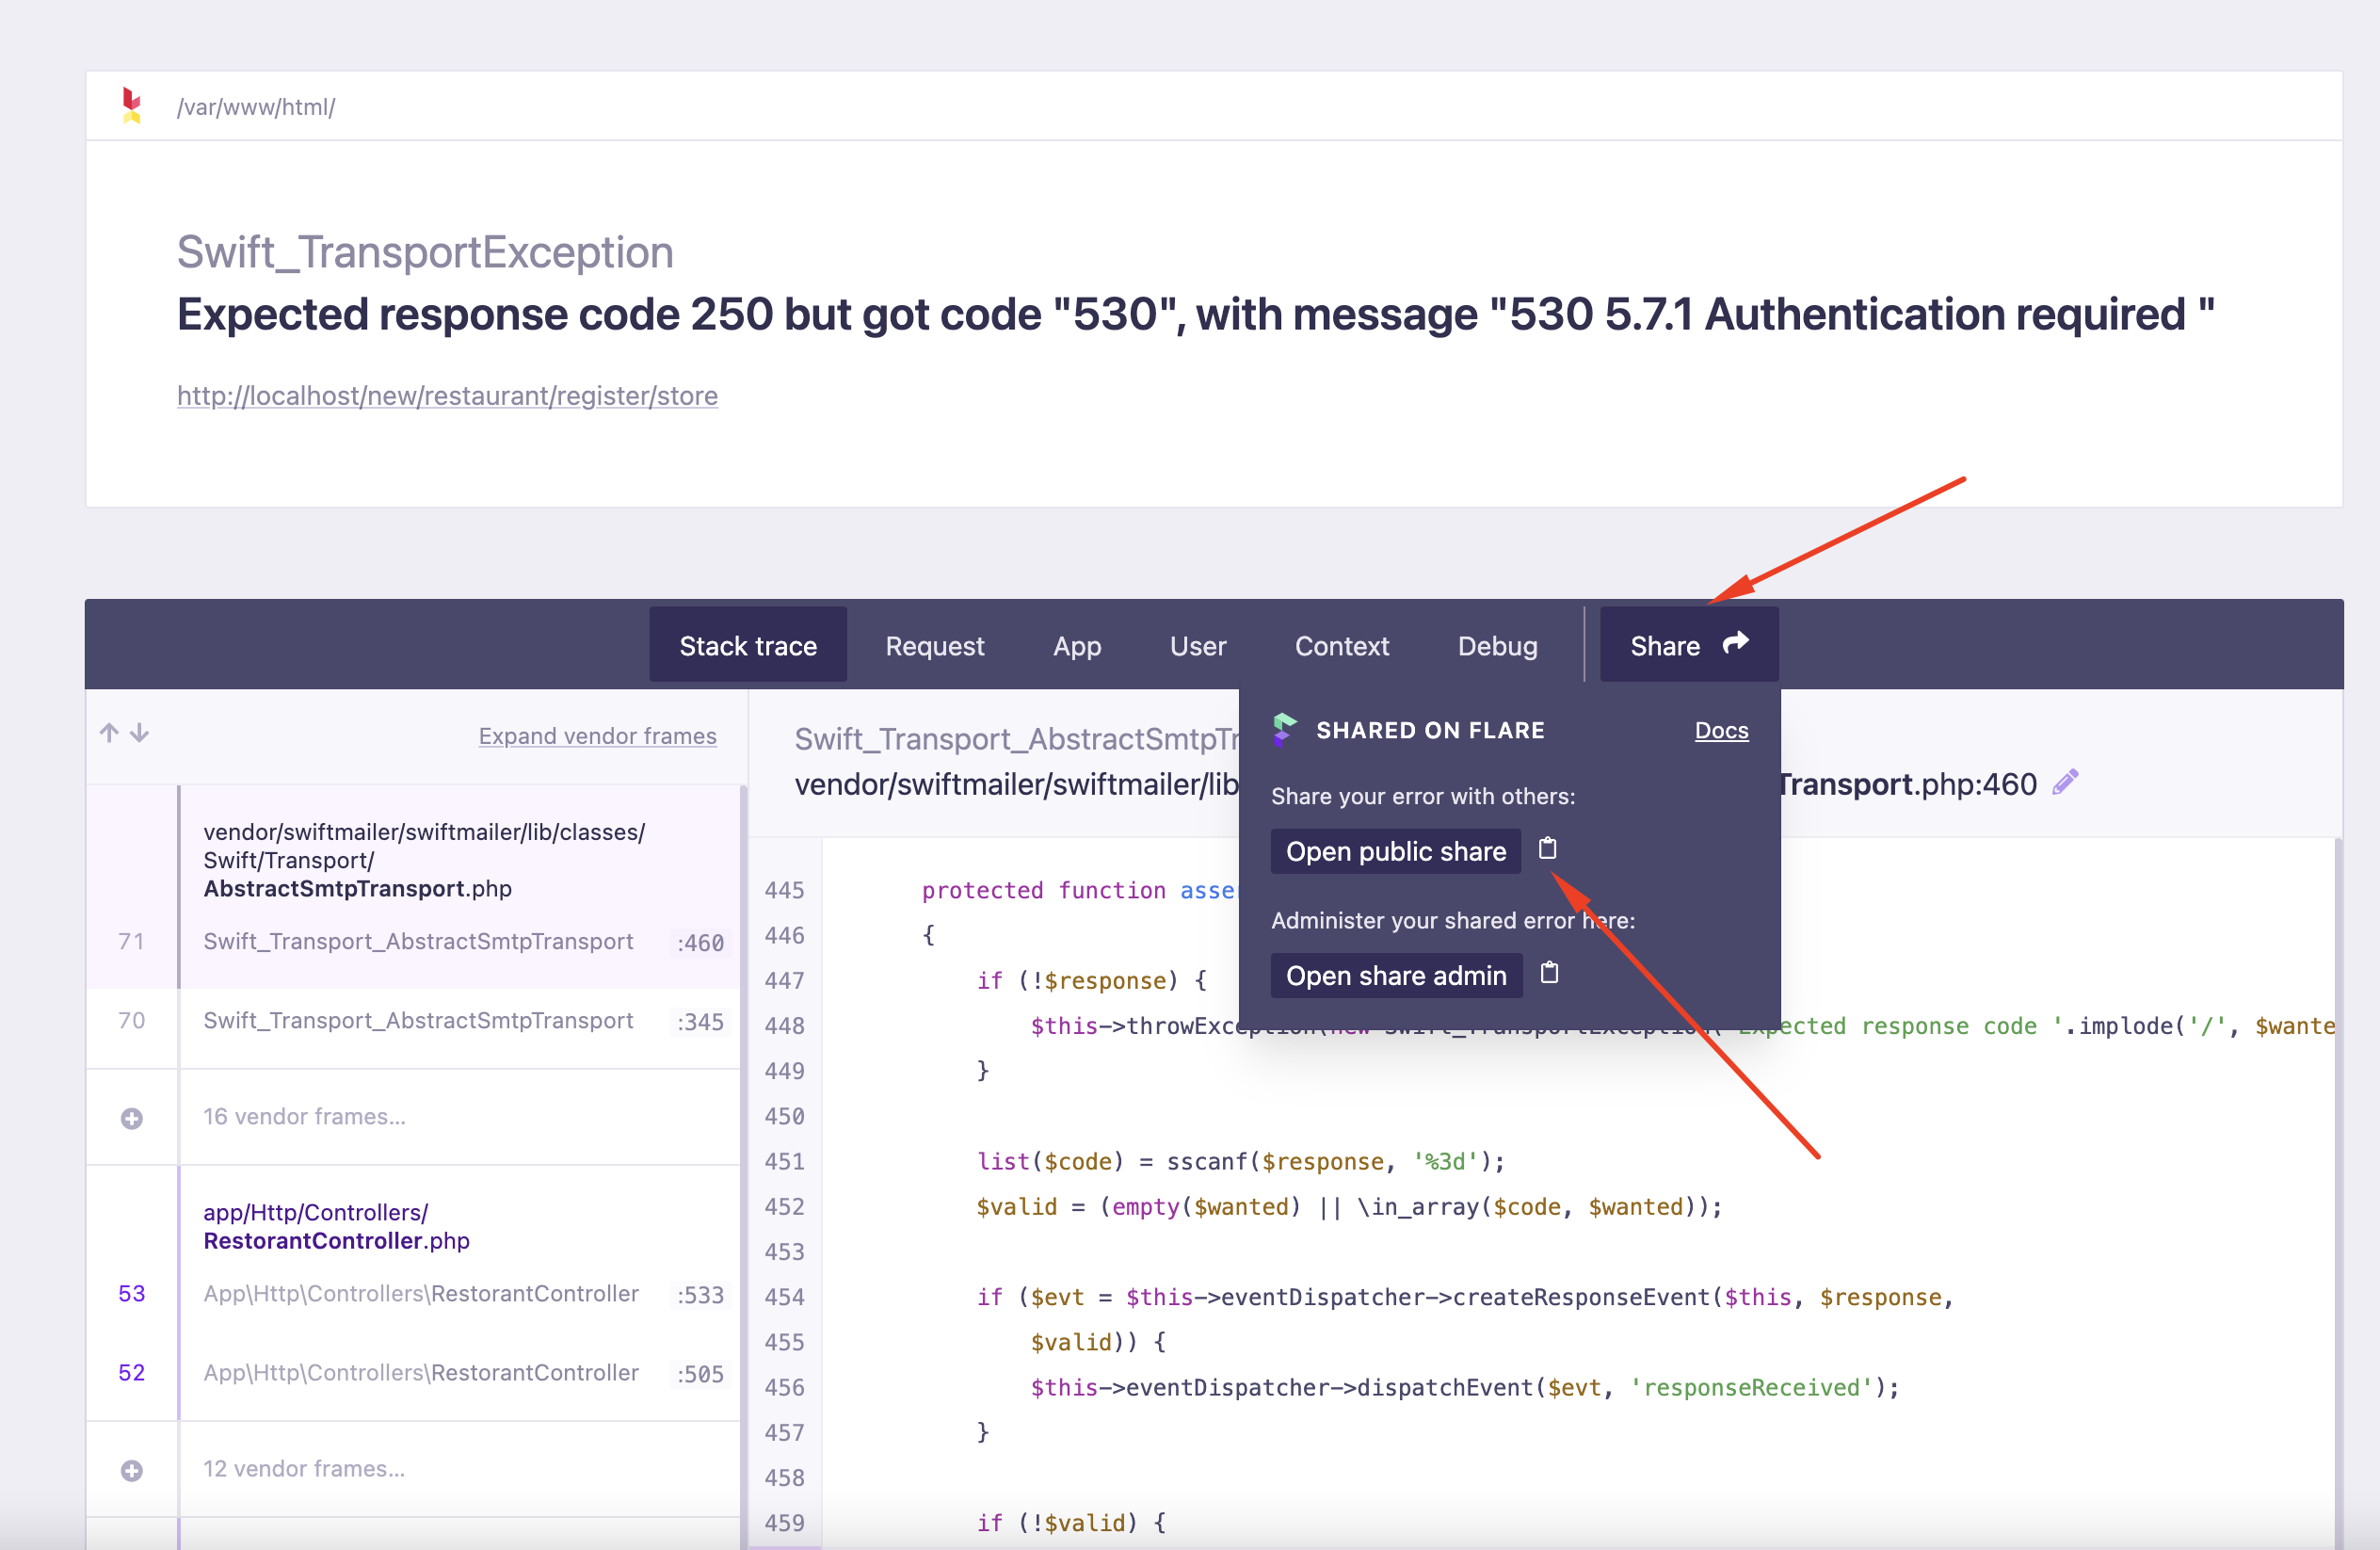 /var/www/html/
Swift_TransportException
Expected response code 250 but got code "530", with message "530 5.7.1 Authentication required "
http://localhost/new/restaurant/register/store
Stack trace
Request
App
User
Context
Debug
Share
Expand vendor frames
vendor/swiftmailer/swiftmailer/lib/classes/
Swift/Transport/
AbstractSmtpTransport.php
71 Swift_Transport_AbstractSmtpTransport :460
70 Swift_Transport_AbstractSmtpTransport :345
16 vendor frames...
app/Http/Controllers/
RestorantController.php
53 App\Http\Controllers\RestorantController :533
52 App\Http\Controllers\RestorantController :505
12 vendor frames...
SHARED ON FLARE Docs
Share your error with others:
Open public share
Administer your shared error here:
Open share admin
Swift_Transport_AbstractSmtpTr
vendor/swiftmailer/swiftmailer/lib Transport.php:460
445 protected function asser
446 {
447 if (!$response) {
448 $this->throwException(new Swift_TransportException('Expected response code '.implode('/', $wante
449 }
450
451 list($code) = sscanf($response, '%3d');
452 $valid = (empty($wanted) || \in_array($code, $wanted));
453
454 if ($evt = $this->eventDispatcher->createResponseEvent($this, $response,
455 $valid)) {
456 $this->eventDispatcher->dispatchEvent($evt, 'responseReceived');
457 }
458
459 if (!$valid) {